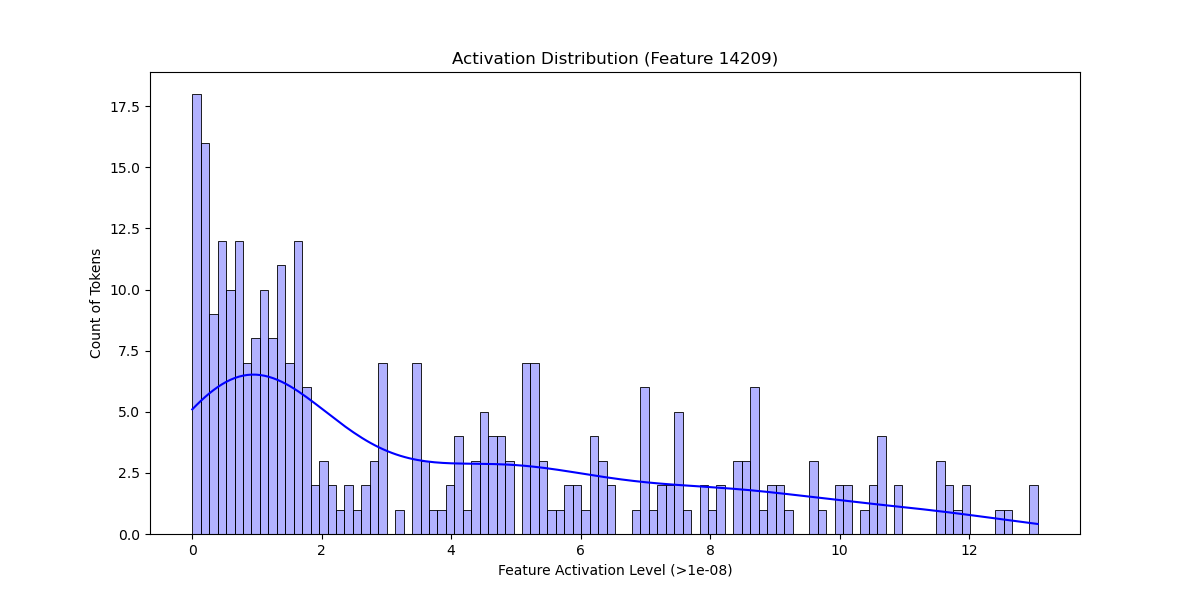 Activation Distribution (Feature 14209)
17.5
15.0
12.5
10.0
7.5
5.0
2.5
0.0
Count of Tokens
0 2 4 6 8 10 12
Feature Activation Level (>1e-08)